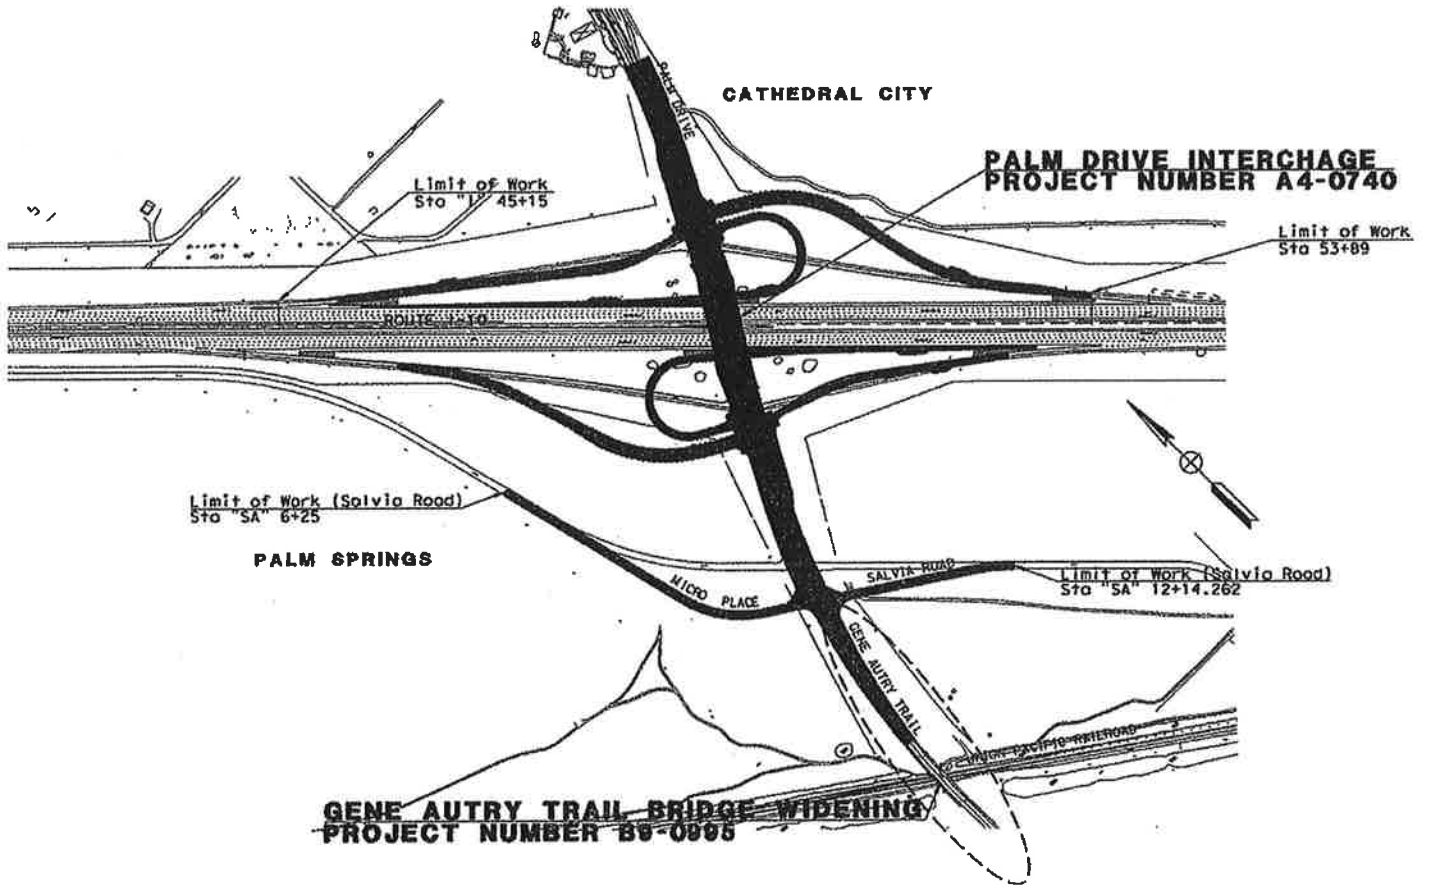 PALM DRIVE
CATHEDRAL CITY
PALM DRIVE INTERCHAGE
PROJECT NUMBER A4-0740
Limit of Work
Sta "I" 45+15
Limit of Work
Sta 53+89
ROUTE I-10
Limit of Work (Salvia Road)
Sta "SA" 6+25
PALM SPRINGS
MICRO PLACE
SALVIA ROAD
Limit of Work (Salvia Road)
Sta "SA" 12+14.262
GENE AUTRY TRAIL
UNION PACIFIC RAILROAD
GENE AUTRY TRAIL BRIDGE WIDENING
PROJECT NUMBER B9-0995